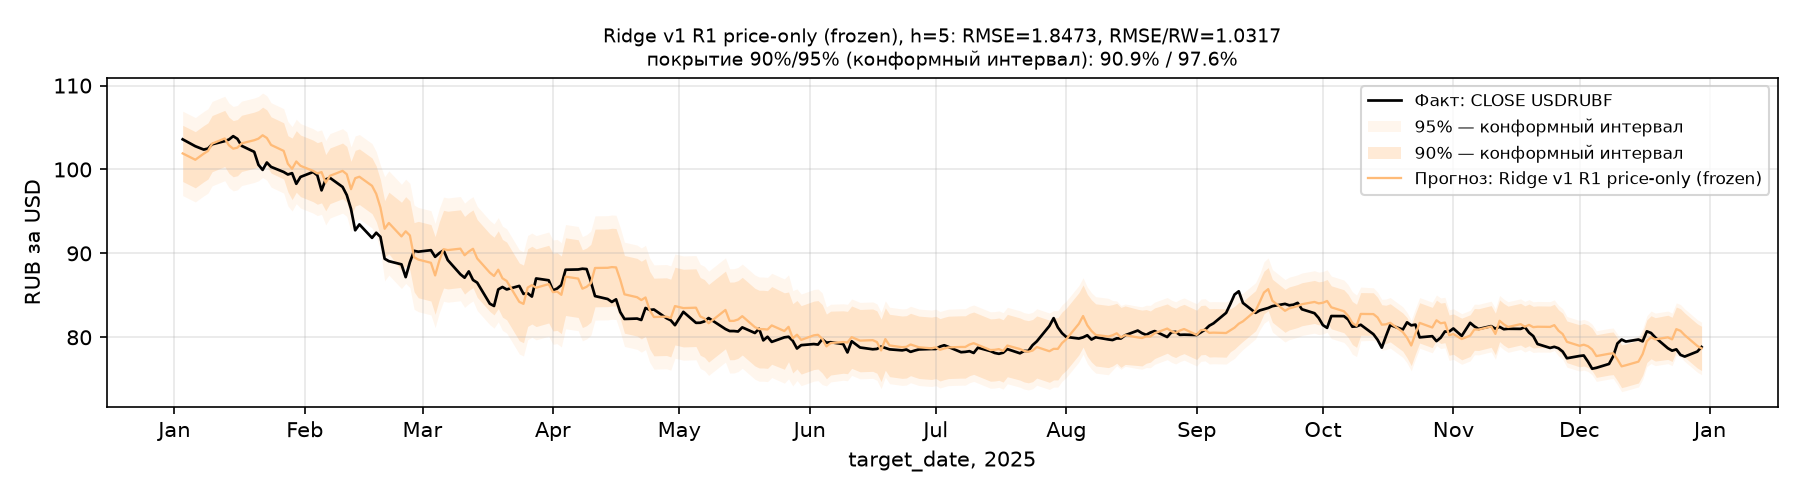 Ridge v1 R1 price-only (frozen), h=5: RMSE=1.8473, RMSE/RW=1.0317
покрытие 90%/95% (конформный интервал): 90.9% / 97.6%
RUB за USD
110
100
90
80
Факт: CLOSE USDRUBF
95% — конформный интервал
90% — конформный интервал
Прогноз: Ridge v1 R1 price-only (frozen)
Jan Feb Mar Apr May Jun Jul Aug Sep Oct Nov Dec Jan
target_date, 2025